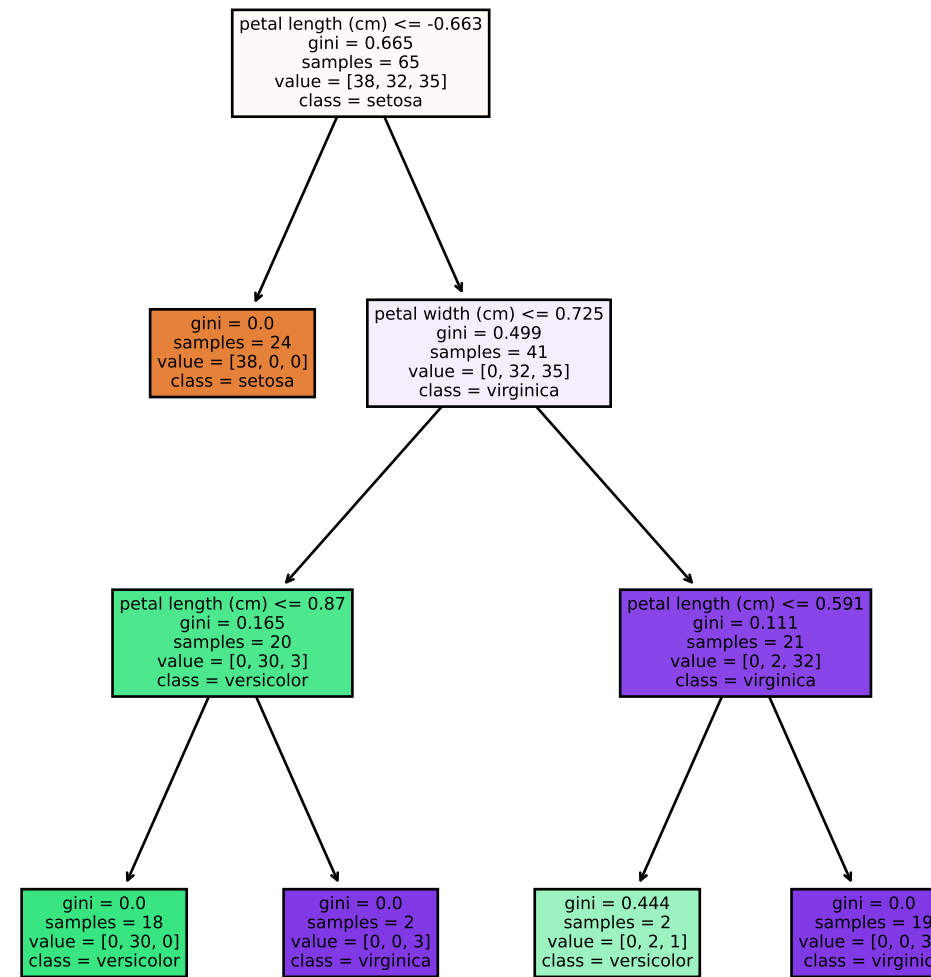 petal length (cm) <= -0.663
gini = 0.665
samples = 65
value = [38, 32, 35]
class = setosa
gini = 0.0
samples = 24
value = [38, 0, 0]
class = setosa
petal width (cm) <= 0.725
gini = 0.499
samples = 41
value = [0, 32, 35]
class = virginica
petal length (cm) <= 0.87
gini = 0.165
samples = 20
value = [0, 30, 3]
class = versicolor
petal length (cm) <= 0.591
gini = 0.111
samples = 21
value = [0, 2, 32]
class = virginica
gini = 0.0
samples = 18
value = [0, 30, 0]
class = versicolor
gini = 0.0
samples = 2
value = [0, 0, 3]
class = virginica
gini = 0.444
samples = 2
value = [0, 2, 1]
class = versicolor
gini = 0.0
samples = 19
value = [0, 0, 3
class =